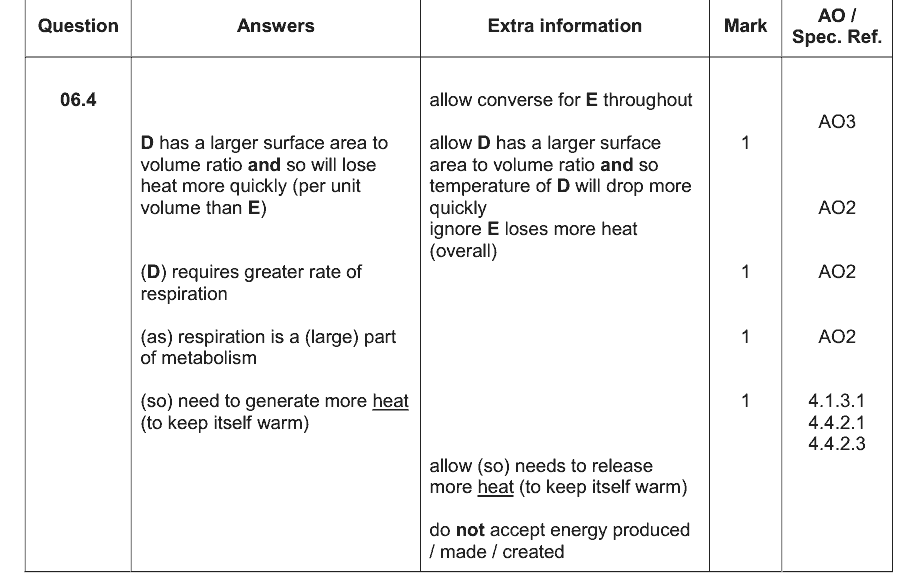 Question
Answers
Extra information
Mark
AO /
Spec. Ref.
06.4
allow converse for E throughout
AO3
D has a larger surface area to
volume ratio and so will lose
heat more quickly (per unit
volume than E)
allow D has a larger surface
area to volume ratio and so
temperature of D will drop more
quickly
ignore E loses more heat
(overall)
1
AO2
(D) requires greater rate of
respiration
1
AO2
(as) respiration is a (large) part
of metabolism
1
AO2
(so) need to generate more heat
(to keep itself warm)
1
4.1.3.1
4.4.2.1
4.4.2.3
allow (so) needs to release
more heat (to keep itself warm)
do not accept energy produced
/ made / created